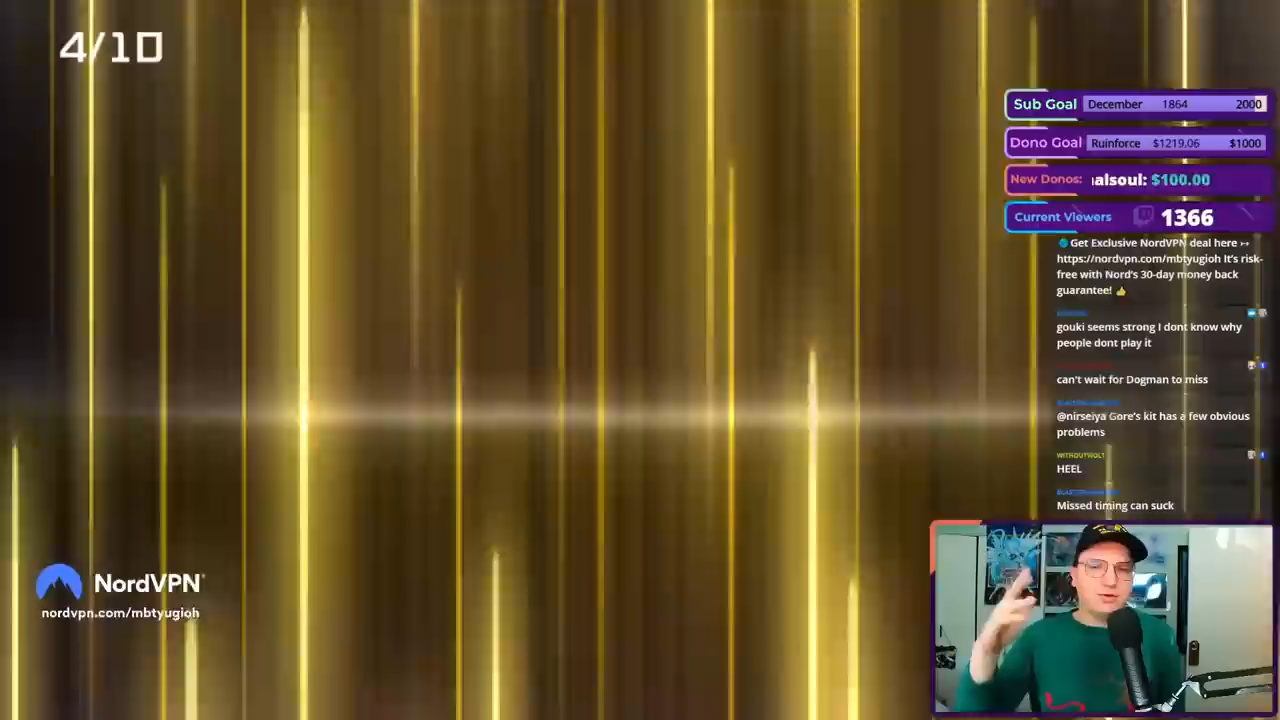 4/10
Sub Goal December 1864 2000
Dono Goal Ruinforce $1219.06 $1000
New Donos: alsoul: $100.00
Current Viewers 1366
Get Exclusive NordVPN deal here ↦
https://nordvpn.com/mbtyugioh It's risk-
free with Nord's 30-day money back
guarantee! 👍
gouki seems strong I dont know why
people dont play it
can't wait for Dogman to miss
@nirseiya Gore's kit has a few obvious
problems
WITHOUTWOLF
HEEL
Missed timing can suck
NordVPN®
nordvpn.com/mbtyugioh